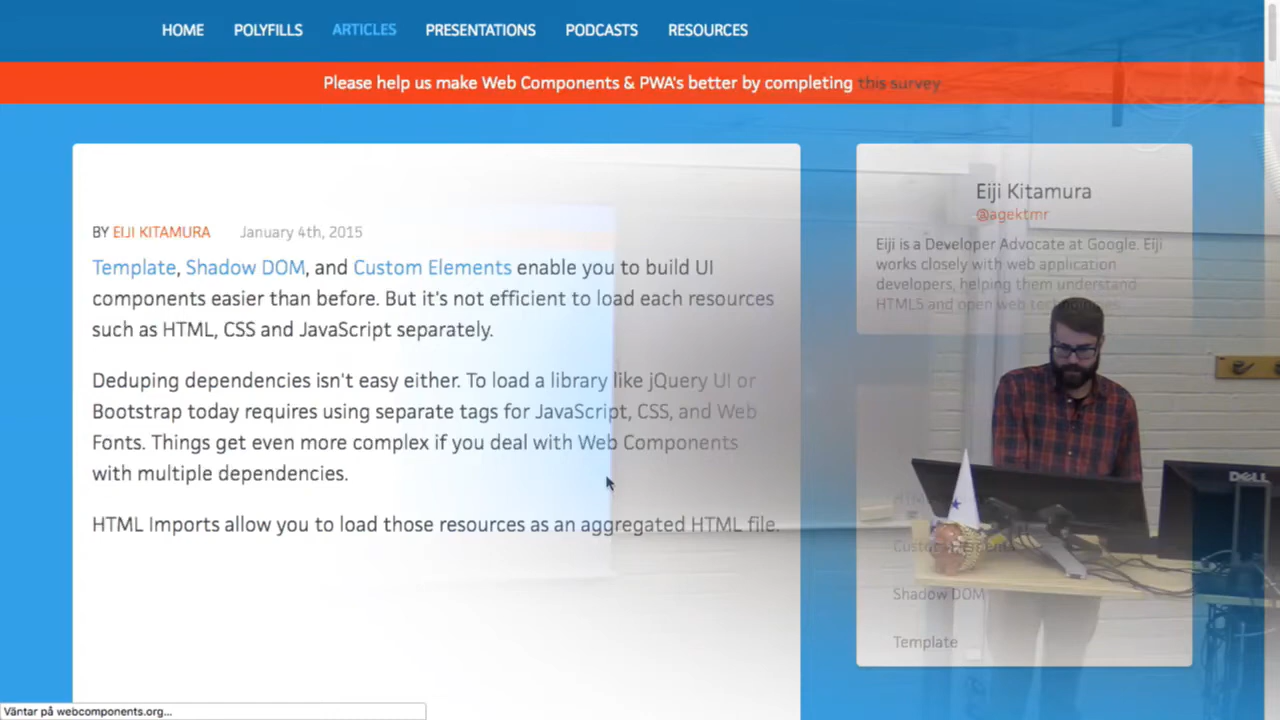 HOME POLYFILLS ARTICLES PRESENTATIONS PODCASTS RESOURCES
Please help us make Web Components & PWA's better by completing this survey
BY EIJI KITAMURA January 4th, 2015
Template, Shadow DOM, and Custom Elements enable you to build UI
components easier than before. But it's not efficient to load each resources
such as HTML, CSS and JavaScript separately.
Deduping dependencies isn't easy either. To load a library like jQuery UI or
Bootstrap today requires using separate tags for JavaScript, CSS, and Web
Fonts. Things get even more complex if you deal with Web Components
with multiple dependencies.
HTML Imports allow you to load those resources as an aggregated HTML file.
Eiji Kitamura
@agektmr
Eiji is a Developer Advocate at Google. Eiji
works closely with web application
developers, helping them understand
HTML5 and open web technologies.
DELL
Custom Elements
Shadow DOM
Template
Väntar på webcomponents.org...